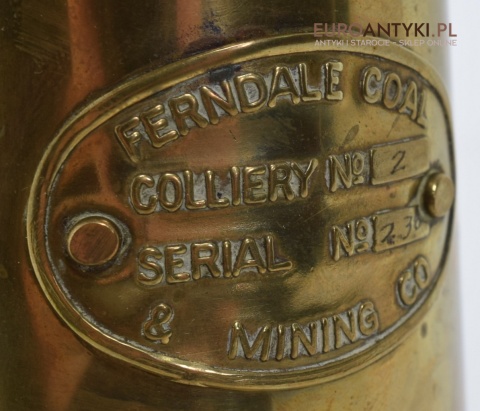 EUROANTYKI.PL
ANTYKI I STAROCIE - SKLEP ONLINE
FERNDALE COAL
COLLIERY No 2
SERIAL No 23
& MINING CO